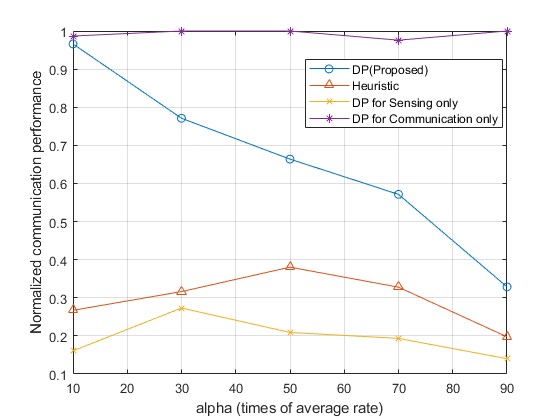 1
0.9
0.8
0.7
0.6
0.5
0.4
0.3
0.2
0.1
Normalized communication performance
DP(Proposed)
Heuristic
DP for Sensing only
DP for Communication only
10 20 30 40 50 60 70 80 90
alpha (times of average rate)